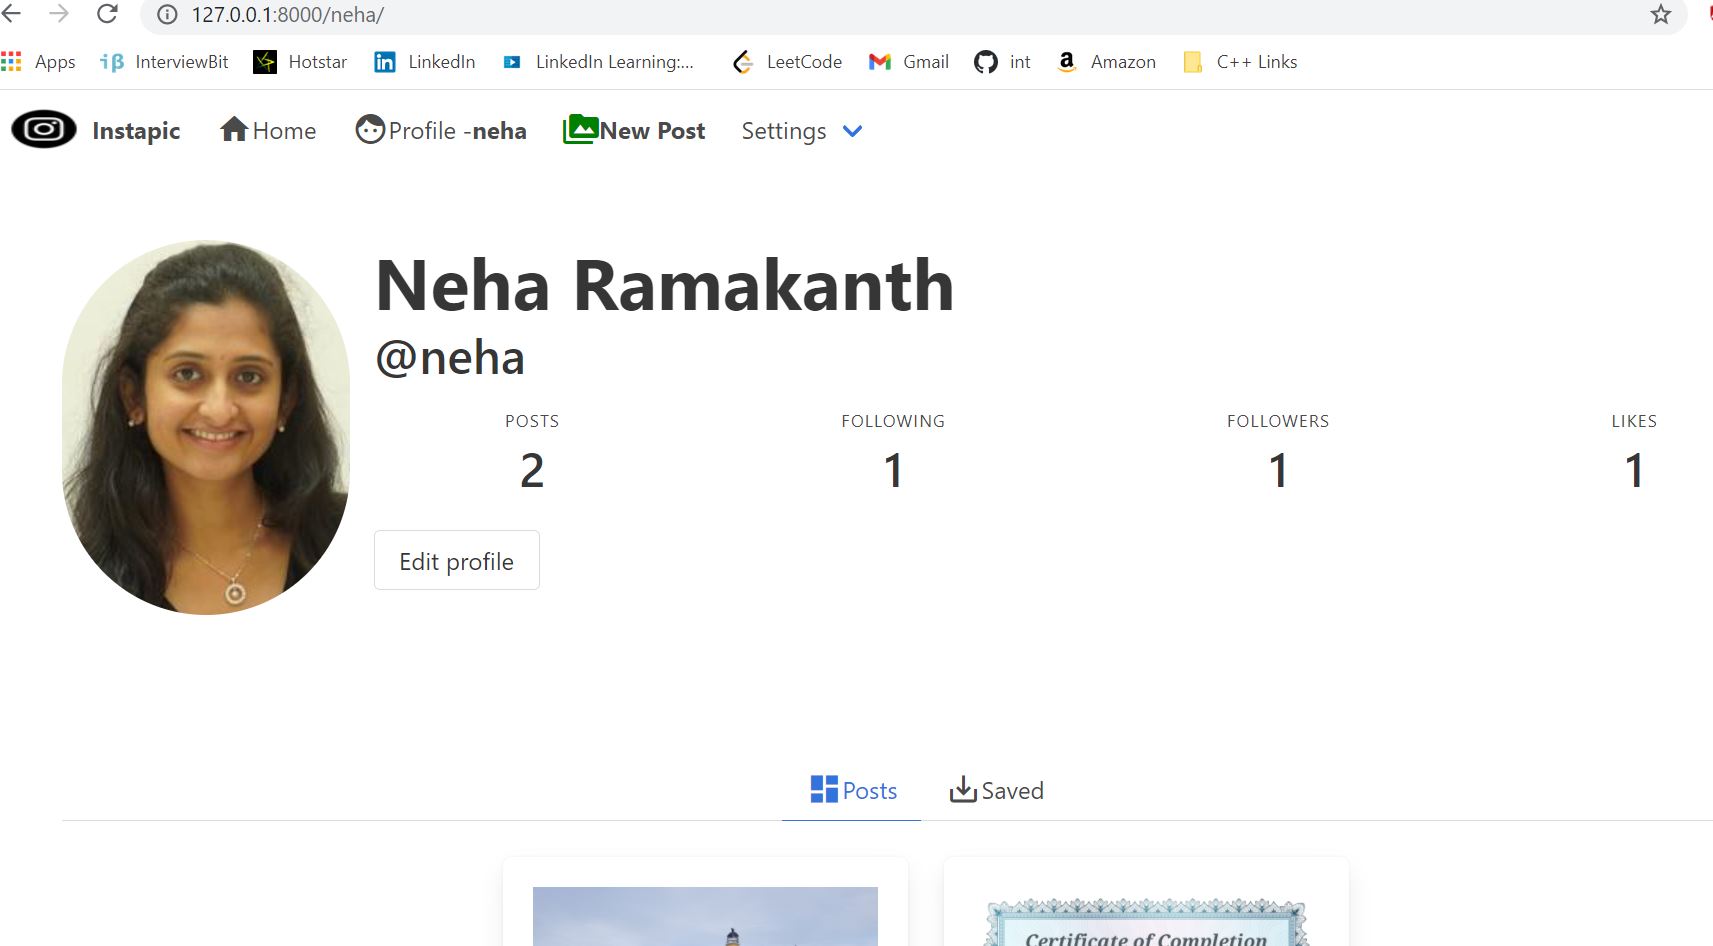 127.0.0.1:8000/neha/
Apps InterviewBit Hotstar LinkedIn LinkedIn Learning:... LeetCode Gmail int Amazon C++ Links
Instapic Home Profile -neha New Post Settings
Neha Ramakanth
@neha
POSTS FOLLOWING FOLLOWERS LIKES
2 1 1 1
Edit profile
Posts Saved
Certificate of Completion